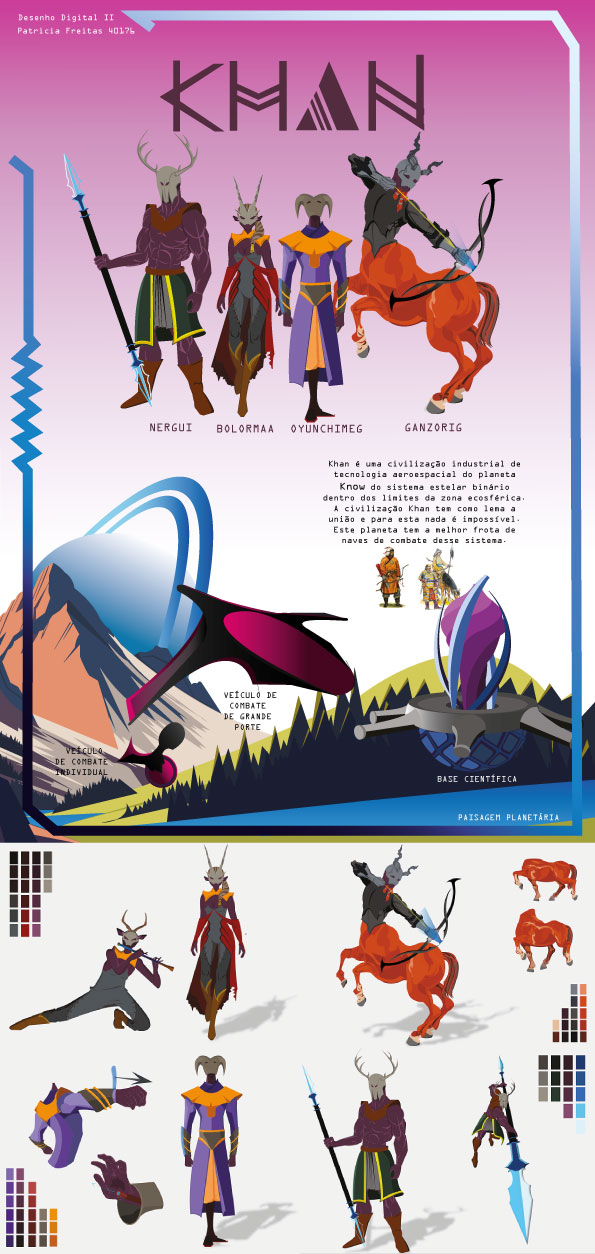 Desenho Digital II
Patricia Freitas 40176
KHAN
NERGUI
BOLORMAA
OYUNCHIMEG
GANZORIG
Khan é uma civilização industrial de
tecnologia aeroespacial do planeta
Know do sistema estelar binário
dentro dos limites da zona ecosférica.
A civilização Khan tem como lema a
união e para esta nada é impossível.
Este planeta tem a melhor frota de
naves de combate desse sistema.
VEÍCULO DE
COMBATE
DE GRANDE
PORTE
VEÍCULO
DE COMBATE
INDIVIDUAL
BASE CIENTÍFICA
PAISAGEM PLANETÁRIA